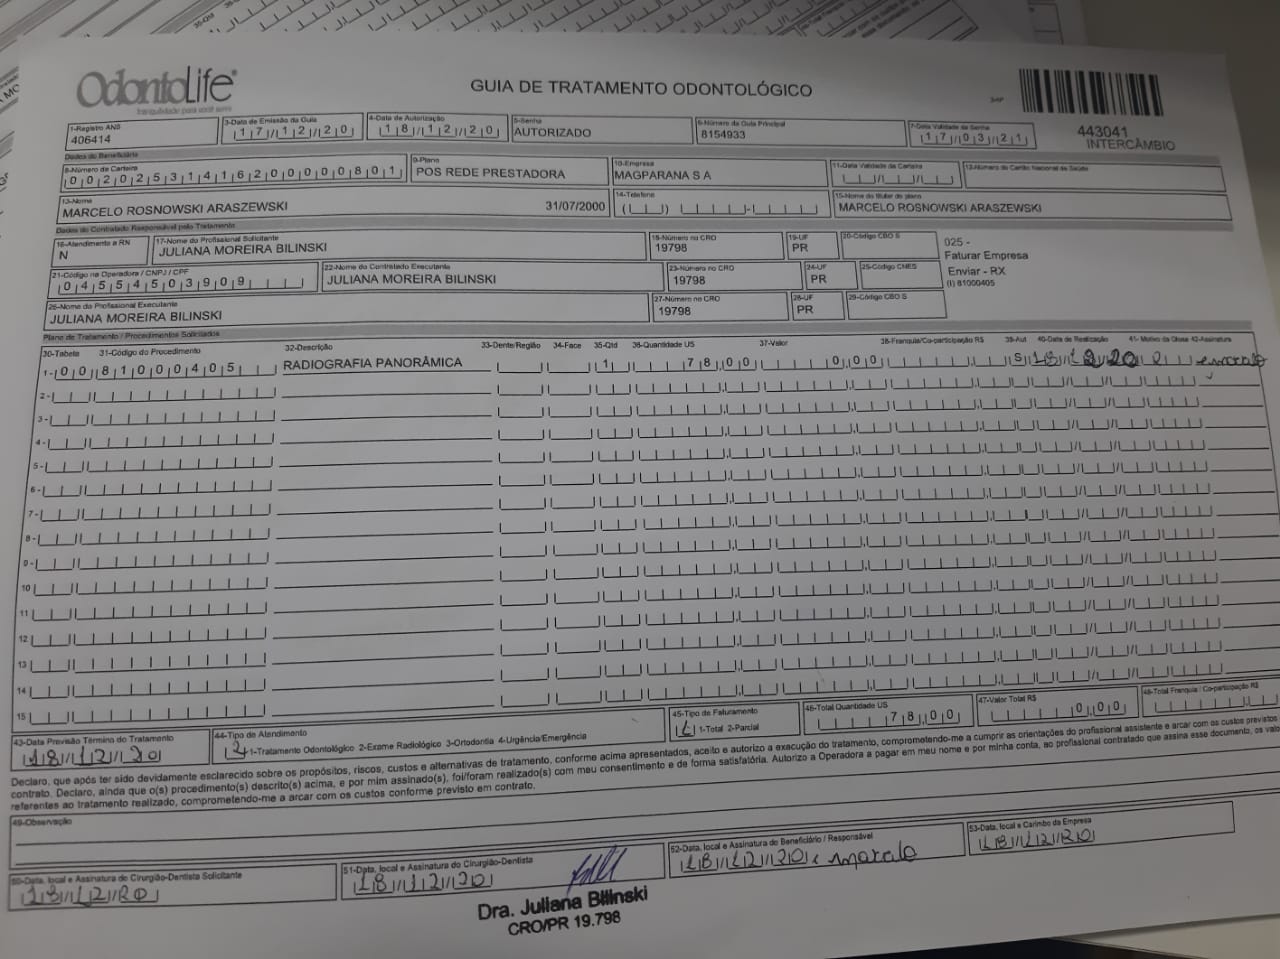 OdontoLife®
tranquilidade para você sorrir
GUIA DE TRATAMENTO ODONTOLÓGICO
443041
INTERCÂMBIO
1-Registro ANS
406414
3-Data de Emissão da Guia
17/12/20
4-Data de Autorização
18/12/20
5-Senha
AUTORIZADO
6-Número da Guia Principal
8154933
7-Data Validade da Senha
17/03/21
Dados do Beneficiário
8-Número de Carteira
00202531416200000801
9-Plano
POS REDE PRESTADORA
10-Empresa
MAGPARANA S A
11-Data Validade da Carteira
12-Número do Cartão Nacional de Saúde
13-Nome
MARCELO ROSNOWSKI ARASZEWSKI 31/07/2000
14-Telefone
15-Nome do titular do plano
MARCELO ROSNOWSKI ARASZEWSKI
Dados do Contratado Responsável pelo Tratamento
16-Atendimento a RN
N
17-Nome do Profissional Solicitante
JULIANA MOREIRA BILINSKI
18-Número no CRO
19798
19-UF
PR
20-Código CBO S
025 -
Faturar Empresa
Enviar - RX
(I) 81000405
21-Código na Operadora / CNPJ / CPF
04554503909
22-Nome do Contratado Executante
JULIANA MOREIRA BILINSKI
23-Número no CRO
19798
24-UF
PR
25-Código CNES
26-Nome do Profissional Executante
JULIANA MOREIRA BILINSKI
27-Número no CRO
19798
28-UF
PR
29-Código CBO S
Plano de Tratamento / Procedimentos Solicitados
30-Tabela 31-Código do Procedimento 32-Descrição 33-Dente/Região 34-Face 35-Qtd 36-Quantidade US 37-Valor 38-Franquia/Co-participação R$ 39-Aut 40-Data de Realização 41- Motivo da Glosa 42-Assinatura
1- 00 81000405 RADIOGRAFIA PANORÂMICA 1 78,00 0,00 S
2-
3-
4-
5-
6-
7-
8-
9-
10
11
12
13
14
15
43-Data Previsão Término do Tratamento
18/12/20
44-Tipo de Atendimento
1-Tratamento Odontológico 2-Exame Radiológico 3-Ortodontia 4-Urgência/Emergência
45-Tipo de Faturamento
1-Total 2-Parcial
46-Total Quantidade US
78,00
47-Valor Total R$
0,00
48-Total Franquia / Co-participação R$
Declaro, que após ter sido devidamente esclarecido sobre os propósitos, riscos, custos e alternativas de tratamento, conforme acima apresentados, aceito e autorizo a execução do tratamento, comprometendo-me a cumprir as orientações do profissional assistente e arcar com os custos previstos
contrato. Declaro, ainda que o(s) procedimento(s) descrito(s) acima, e por mim assinado(s), foi/foram realizado(s) com meu consentimento e de forma satisfatória. Autorizo a Operadora a pagar em meu nome e por minha conta, ao profissional contratado que assina esse documento, os
referentes ao tratamento realizado, comprometendo-me a arcar com os custos conforme previsto em contrato.
49-Observação
50-Data, local e Assinatura do Cirurgião-Dentista Solicitante
18/12/20
51-Data, local e Assinatura do Cirurgião-Dentista
18/12/20
52-Data, local e Assinatura do Beneficiário / Responsável
18/12/20 marcelo
53-Data, local e Carimbo da Empresa
18/12/20
Dra. Juliana Bilinski
CRO/PR 19.798